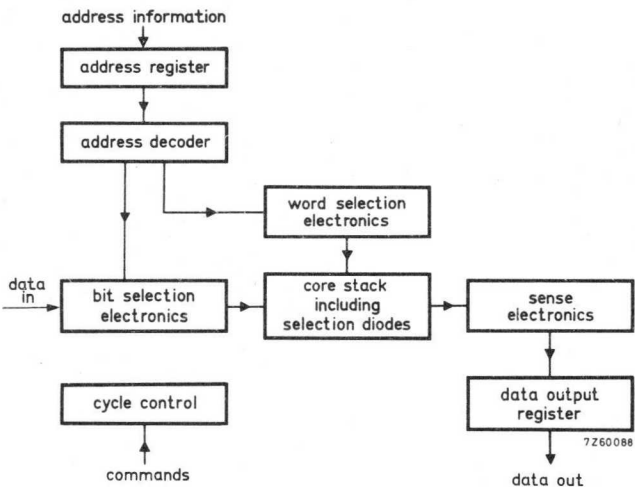 address information
address register
address decoder
word selection
electronics
data
in
bit selection
electronics
core stack
including
selection diodes
sense
electronics
cycle control
data output
register
7Z60088
commands
data out